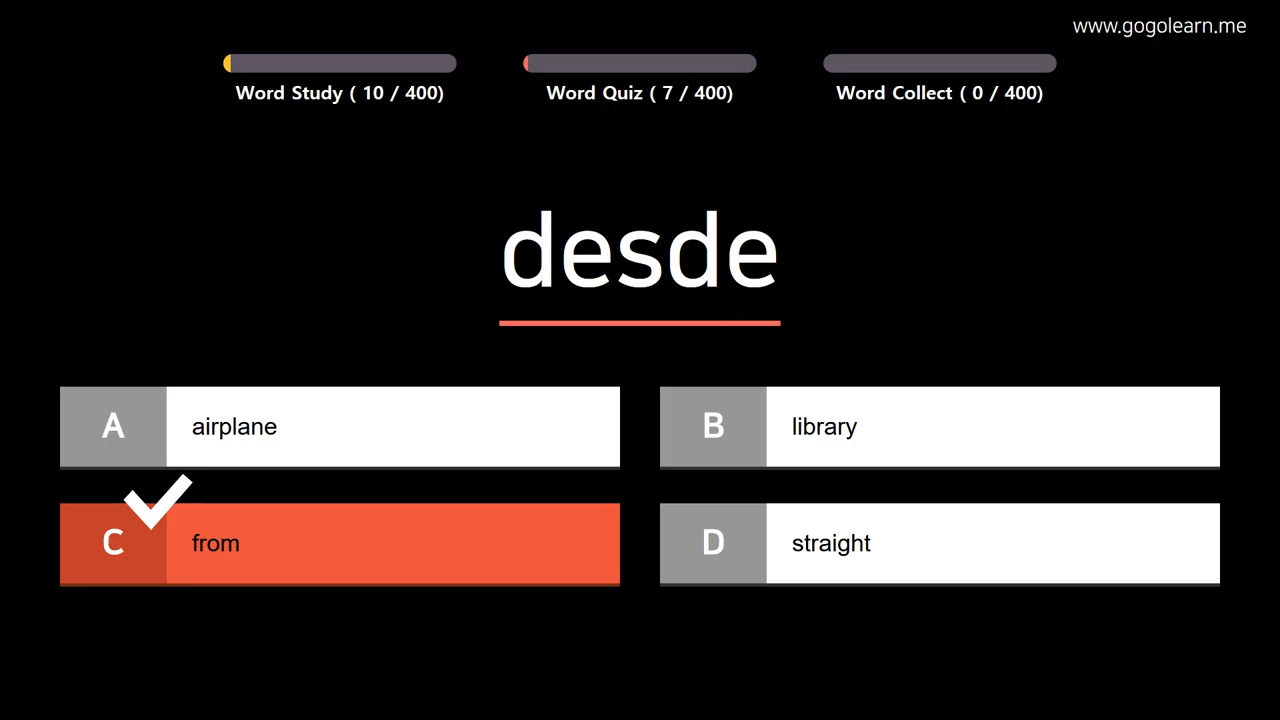 www.gogolearn.me
Word Study ( 10 / 400)
Word Quiz ( 7 / 400)
Word Collect ( 0 / 400)
desde
A airplane
B library
C from
D straight